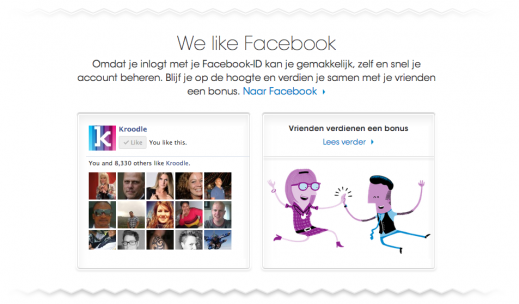 We like Facebook
Omdat je inlogt met je Facebook-ID kan je gemakkelijk, zelf en snel je
account beheren. Blijf je op de hoogte en verdien je samen met je vrienden
een bonus. Naar Facebook
Kroodle
Like You like this.
You and 8,330 others like Kroodle.
Vrienden verdienen een bonus
Lees verder